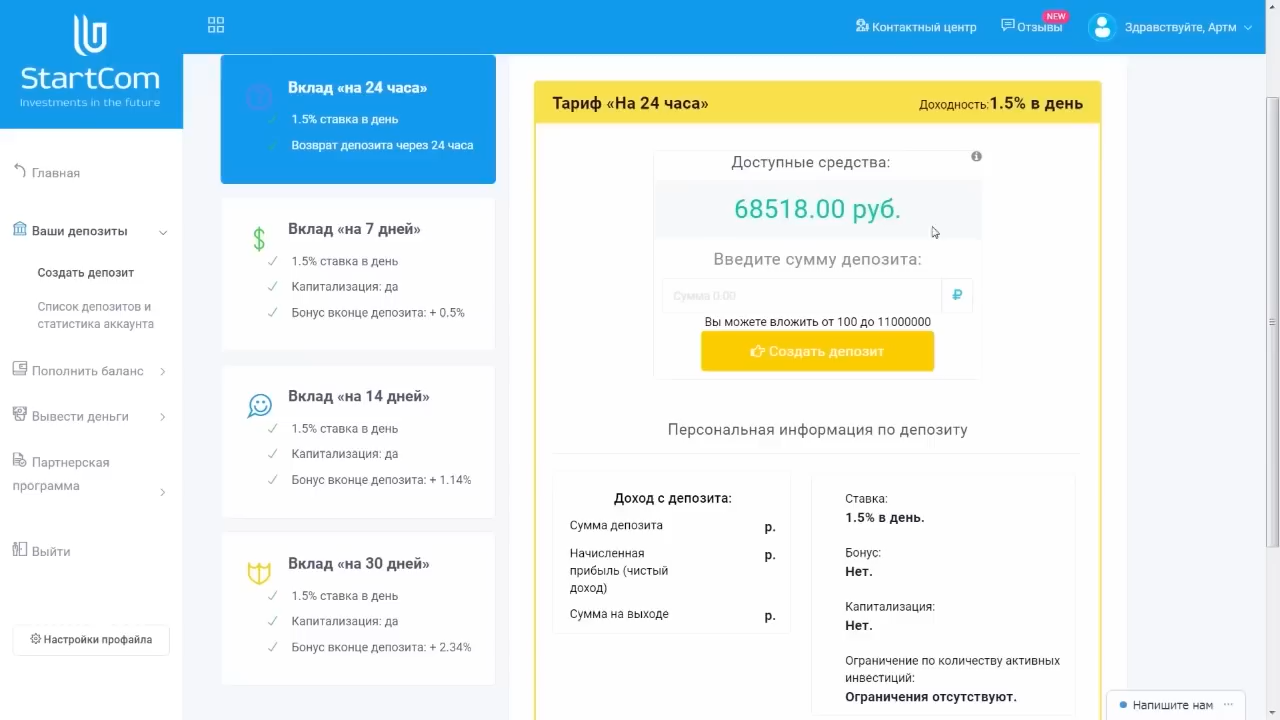 StartCom
Investments in the future
Контактный центр
Отзывы
NEW
Здравствуйте, Артм
Главная
Ваши депозиты
Создать депозит
Список депозитов и
статистика аккаунта
Пополнить баланс
Вывести деньги
Партнерская
программа
Выйти
Настройки профиля
Вклад «на 24 часа»
1.5% ставка в день
Возврат депозита через 24 часа
Вклад «на 7 дней»
1.5% ставка в день
Капитализация: да
Бонус вконце депозита: + 0.5%
Вклад «на 14 дней»
1.5% ставка в день
Капитализация: да
Бонус вконце депозита: + 1.14%
Вклад «на 30 дней»
1.5% ставка в день
Капитализация: да
Бонус вконце депозита: + 2.34%
Тариф «На 24 часа»
Доходность:1.5% в день
Доступные средства:
68518.00 руб.
Введите сумму депозита:
Сумма 0.00
₽
Вы можете вложить от 100 до 11000000
Создать депозит
Персональная информация по депозиту
Доход с депозита:
Сумма депозита р.
Начисленная р.
прибыль (чистый
доход)
Сумма на выходе р.
Ставка:
1.5% в день.
Бонус:
Нет.
Капитализация:
Нет.
Ограничение по количеству активных
инвестиций:
Ограничения отсутствуют.
Напишите нам